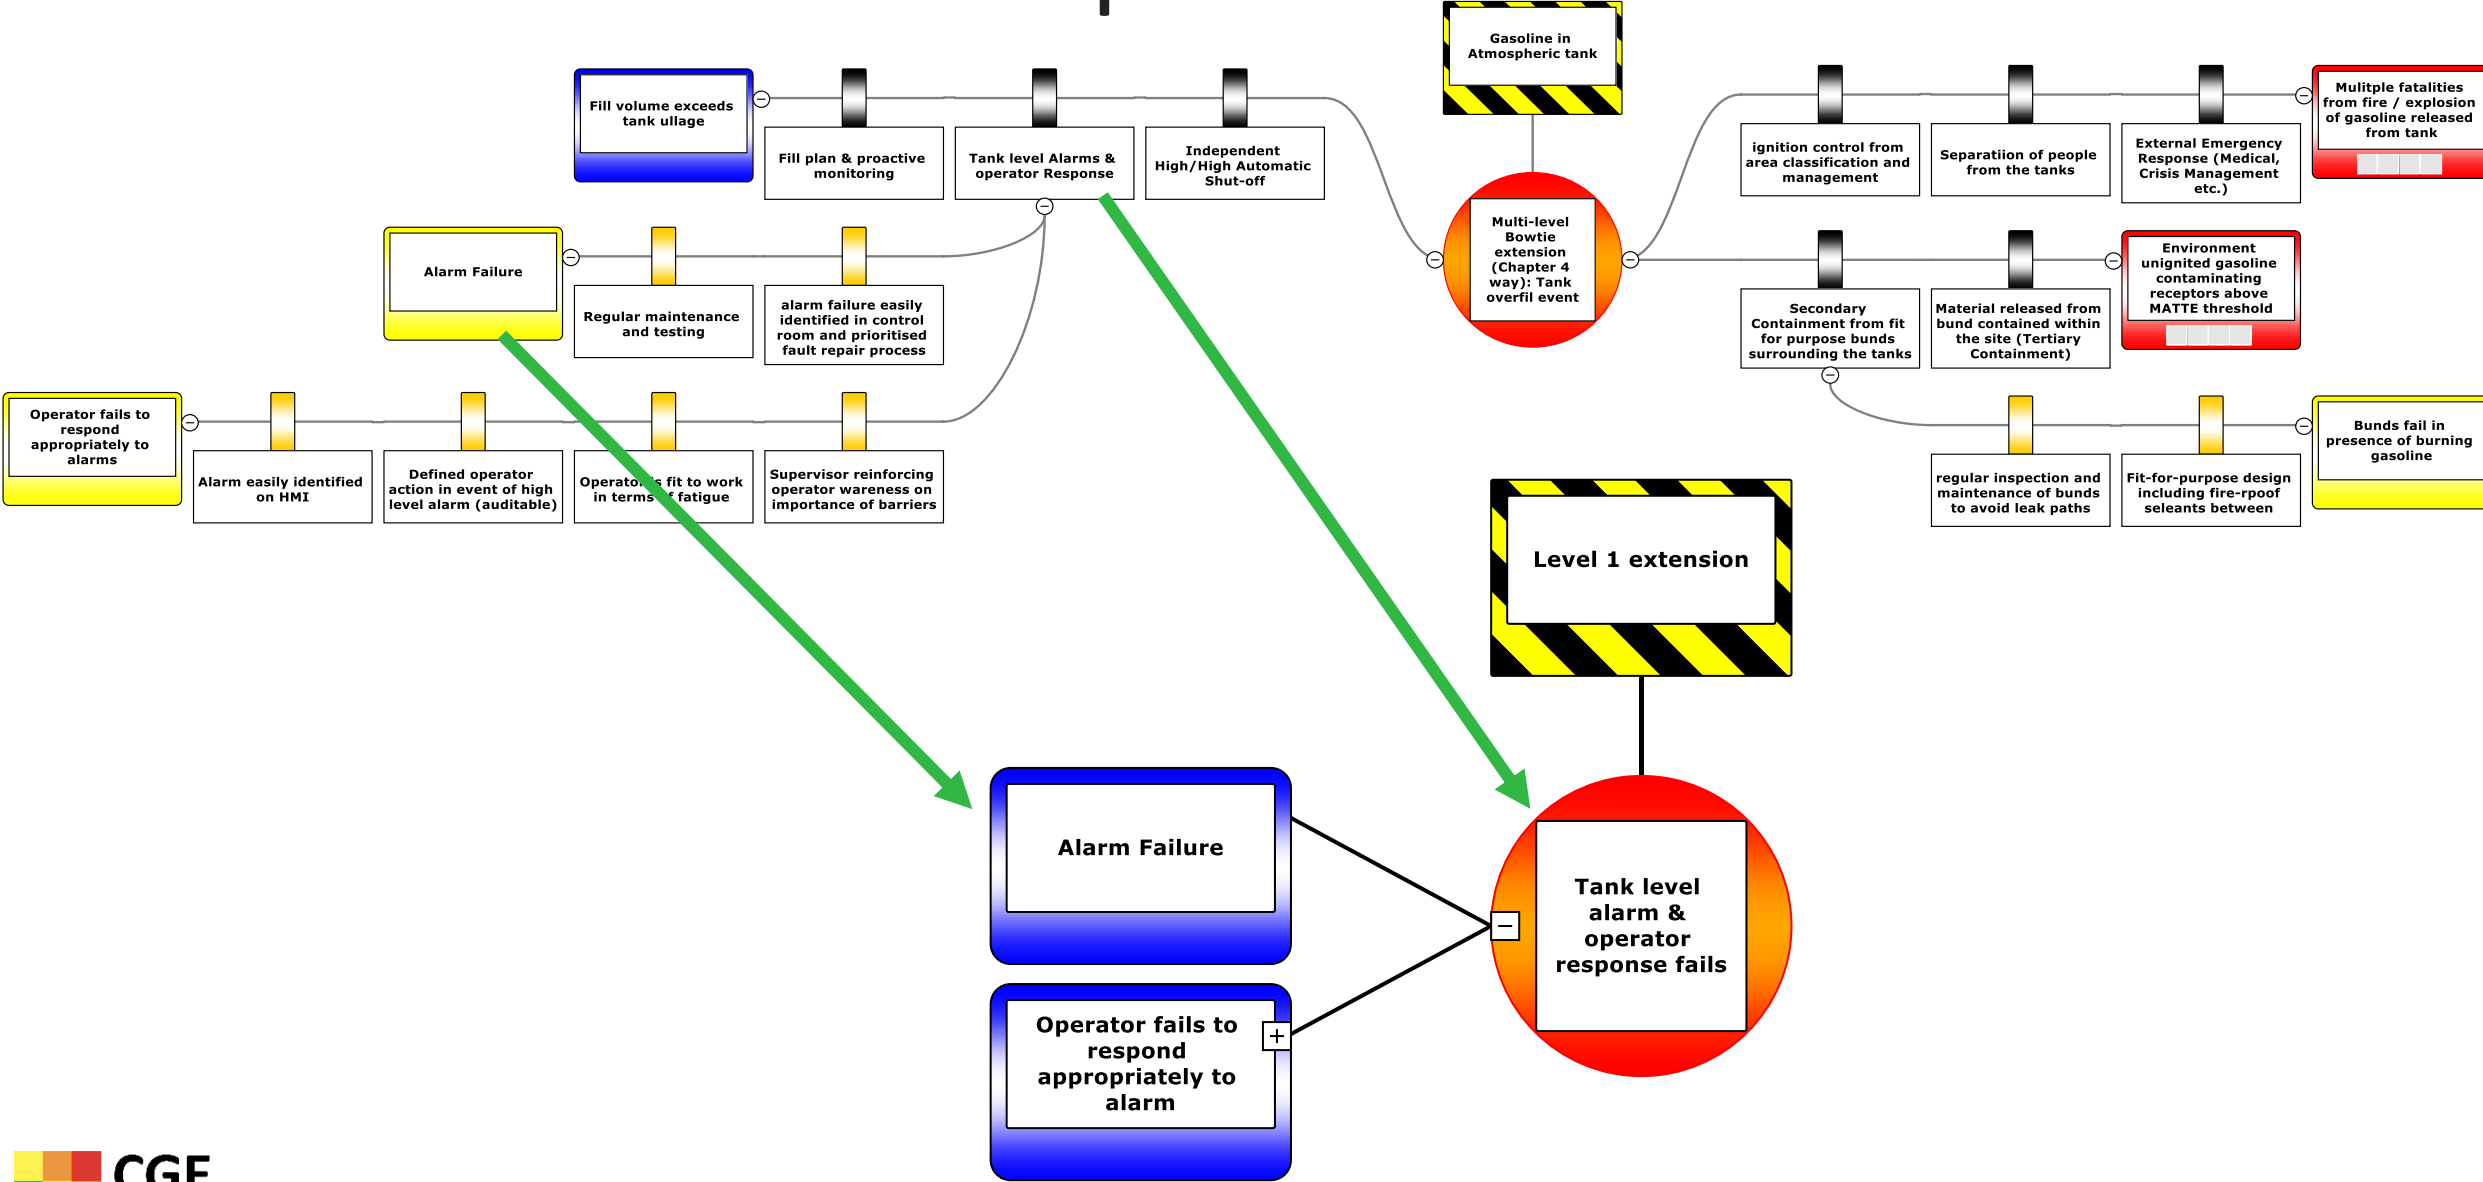 Gasoline in
Atmospheric tank
Fill volume exceeds
tank ullage
Fill plan & proactive
monitoring
Tank level Alarms &
operator Response
Independent
High/High Automatic
Shut-off
ignition control from
area classification and
management
Separatiion of people
from the tanks
External Emergency
Response (Medical,
Crisis Management
etc.)
Mulitple fatalities
from fire / explosion
of gasoline released
from tank
Alarm Failure
Regular maintenance
and testing
alarm failure easily
identified in control
room and prioritised
fault repair process
Multi-level
Bowtie
extension
(Chapter 4
way): Tank
overfil event
Secondary
Containment from fit
for purpose bunds
surrounding the tanks
Material released from
bund contained within
the site (Tertiary
Containment)
Environment
unignited gasoline
contaminating
receptors above
MATTE threshold
Operator fails to
respond
appropriately to
alarms
Alarm easily identified
on HMI
Defined operator
action in event of high
level alarm (auditable)
Operator is fit to work
in terms of fatigue
Supervisor reinforcing
operator wareness on
importance of barriers
regular inspection and
maintenance of bunds
to avoid leak paths
Fit-for-purpose design
including fire-rpoof
seleants between
Bunds fail in
presence of burning
gasoline
Level 1 extension
Alarm Failure
Tank level
alarm &
operator
response fails
Operator fails to
respond
appropriately to
alarm